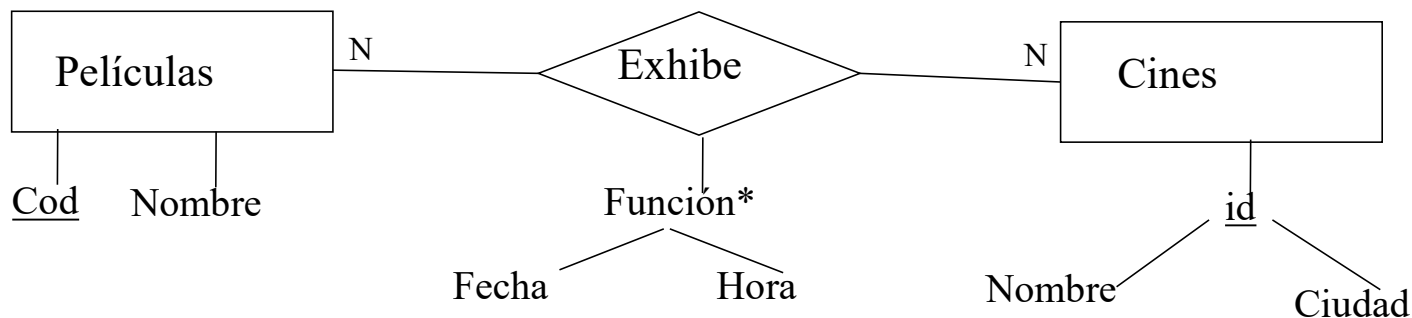 Películas
N
Exhibe
N
Cines
Cod
Nombre
Función*
id
Fecha
Hora
Nombre
Ciudad